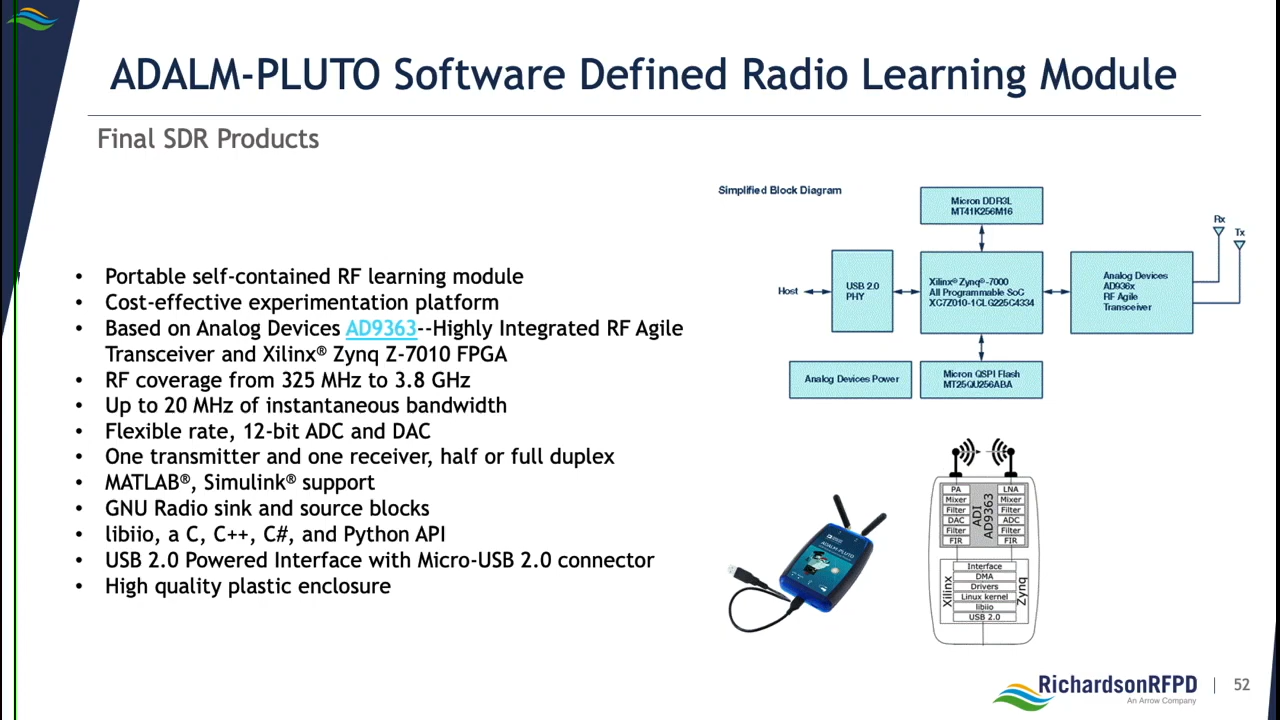 ADALM-PLUTO Software Defined Radio Learning Module
Final SDR Products
• Portable self-contained RF learning module
• Cost-effective experimentation platform
• Based on Analog Devices AD9363--Highly Integrated RF Agile
Transceiver and Xilinx® Zynq Z-7010 FPGA
• RF coverage from 325 MHz to 3.8 GHz
• Up to 20 MHz of instantaneous bandwidth
• Flexible rate, 12-bit ADC and DAC
• One transmitter and one receiver, half or full duplex
• MATLAB®, Simulink® support
• GNU Radio sink and source blocks
• libiio, a C, C++, C#, and Python API
• USB 2.0 Powered Interface with Micro-USB 2.0 connector
• High quality plastic enclosure
Simplified Block Diagram
Micron DDR3L
MT41K256M16
Rx
Tx
Host
USB 2.0
PHY
Xilinx® Zynq®-7000
All Programmable SoC
XC7Z010-1CLG225C4334
Analog Devices
AD936x
RF Agile
Transceiver
Analog Devices Power
Micron QSPI Flash
MT25QU256ABA
ADALM-PLUTO
PA
Mixer
Filter
DAC
Filter
FIR
ADI
AD9363
LNA
Mixer
Filter
ADC
Filter
FIR
Xilinx
Interface
DMA
Drivers
Linux kernel
libiio
USB 2.0
Zynq
RichardsonRFPD
An Arrow Company
52